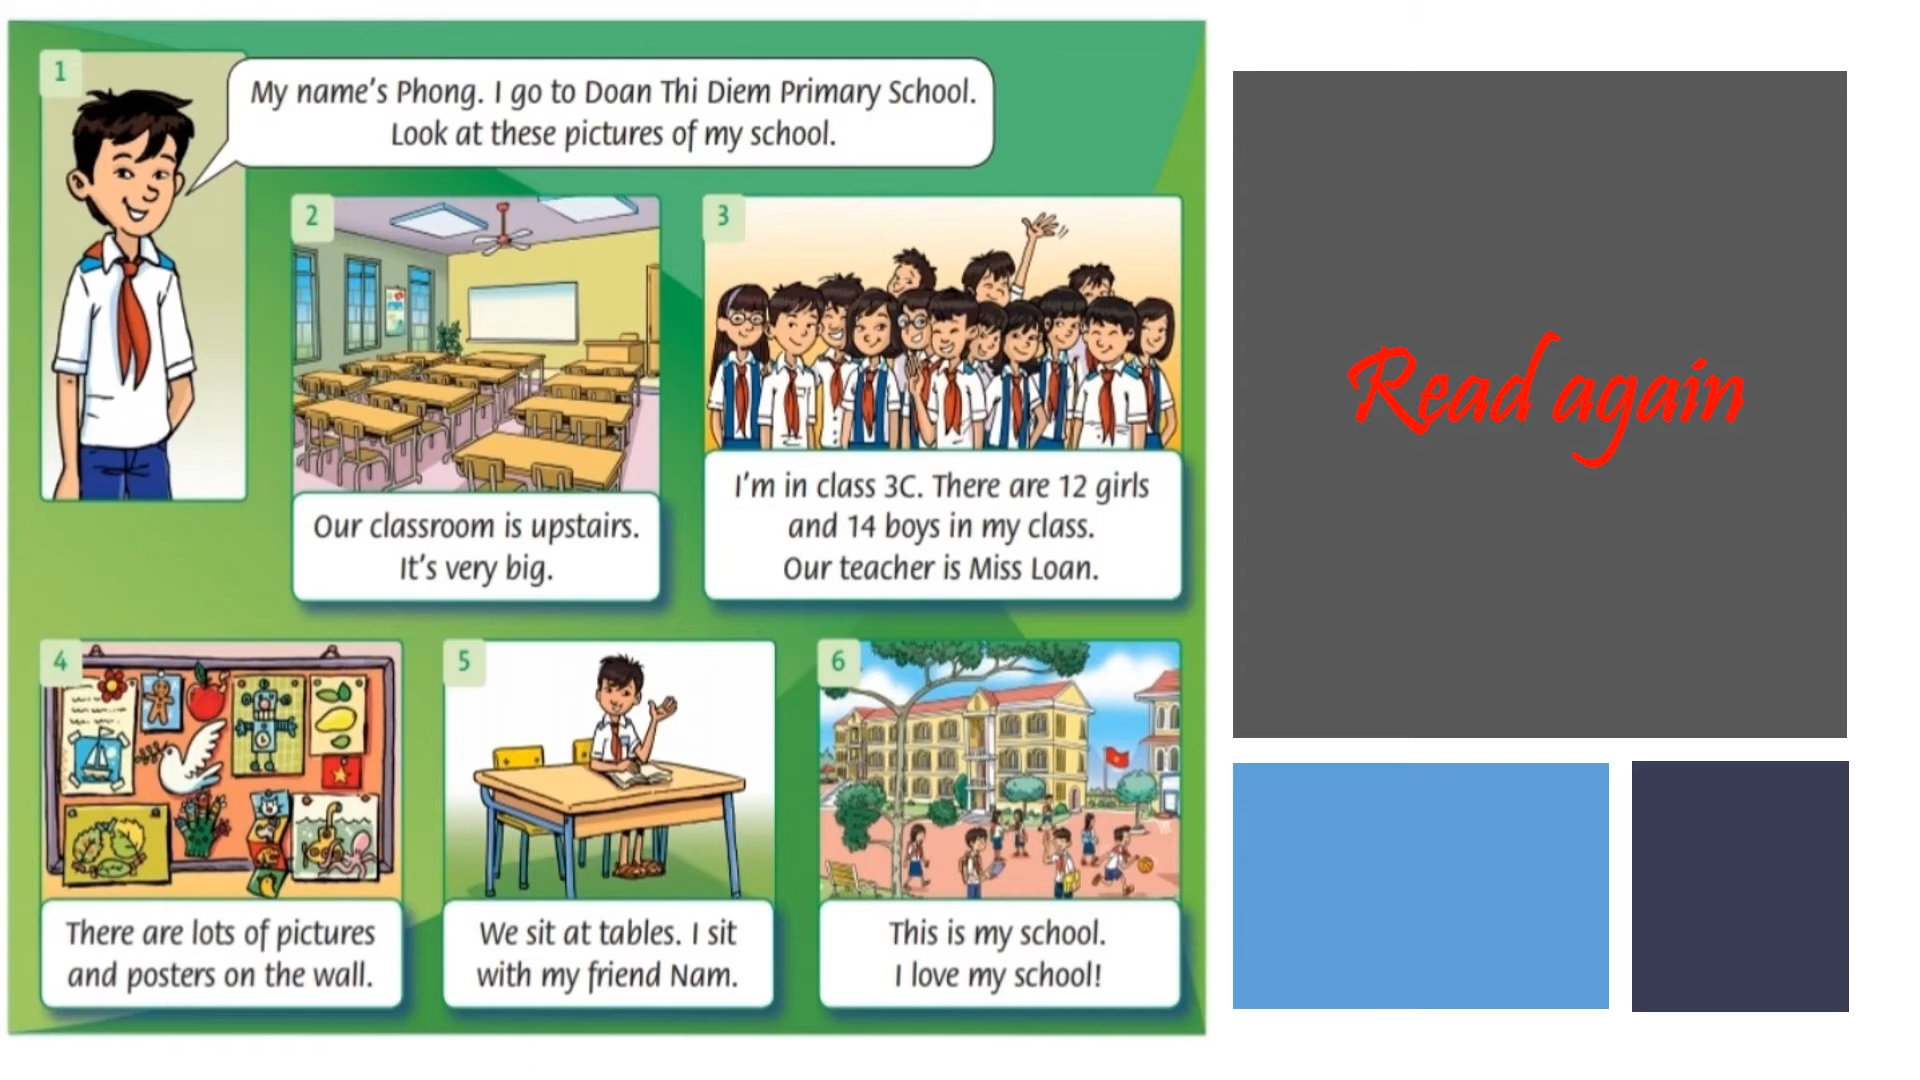 1
My name's Phong. I go to Doan Thi Diem Primary School.
Look at these pictures of my school.
2
Our classroom is upstairs.
It's very big.
3
I'm in class 3C. There are 12 girls
and 14 boys in my class.
Our teacher is Miss Loan.
4
There are lots of pictures
and posters on the wall.
5
We sit at tables. I sit
with my friend Nam.
6
This is my school.
I love my school!
Read again